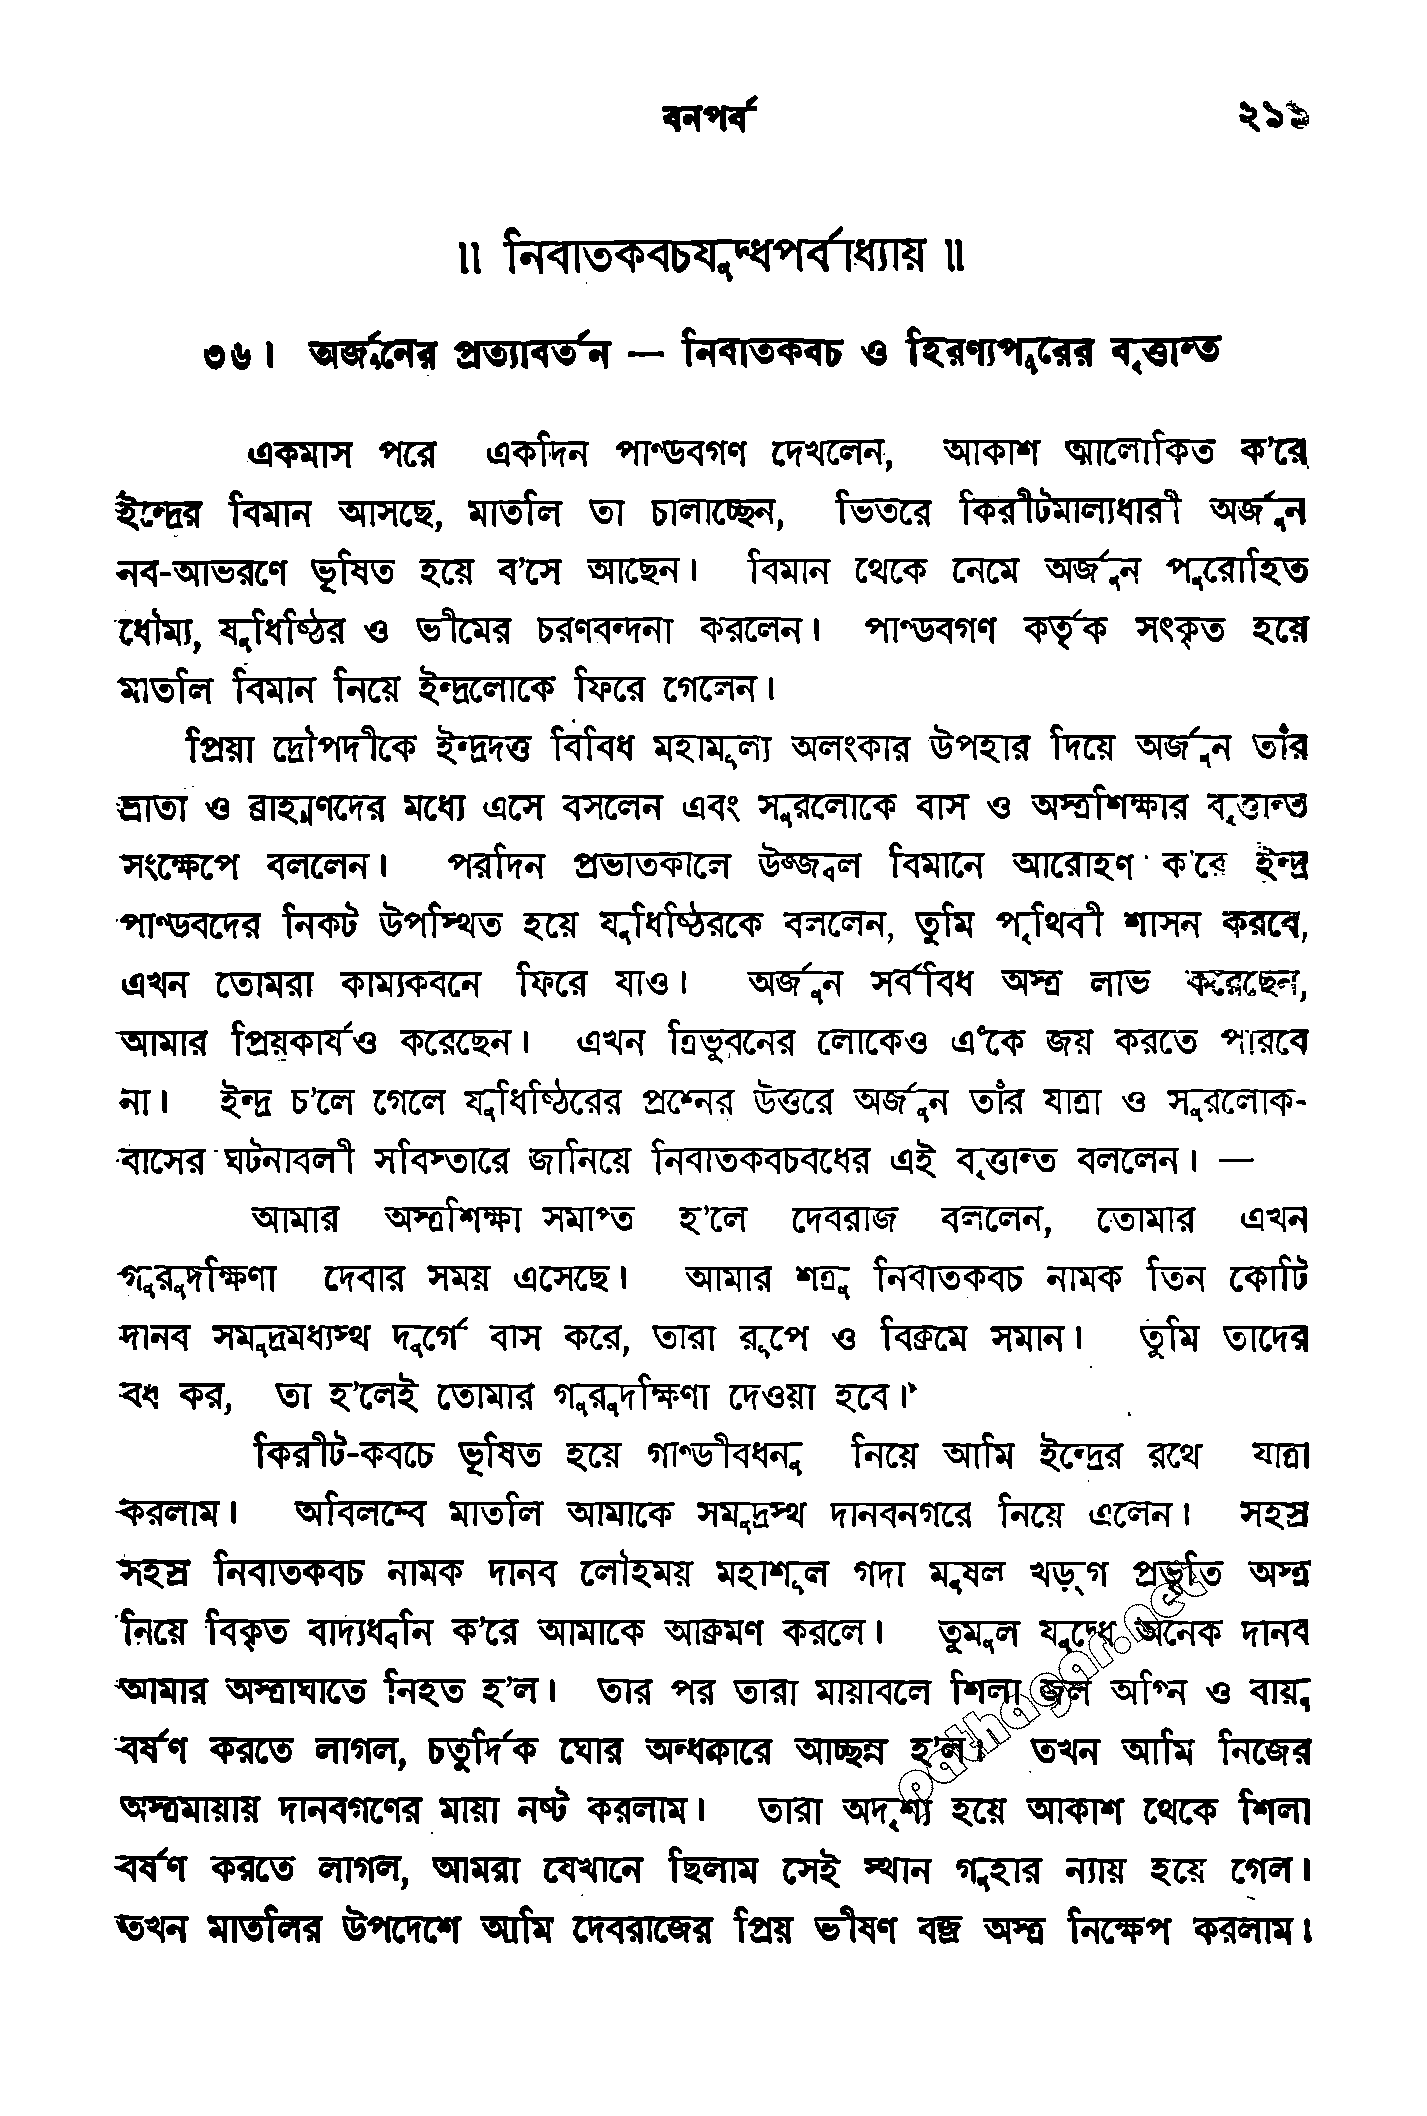 বনপর্ব ২১১
॥ নিবাতকবচযুদ্ধপর্বাধ্যায় ॥
৩৬। অর্জুনের প্রত্যাবর্তন — নিবাতকবচ ও হিরণ্যপুরের বৃত্তান্ত
একমাস পরে একদিন পাণ্ডবগণ দেখলেন, আকাশ আলোকিত ক’রে
ইন্দ্রের বিমান আসছে, মাতলি তা চালাচ্ছেন, ভিতরে কিরীটমাল্যধারী অর্জুন
নব-আভরণে ভূষিত হয়ে ব’সে আছেন। বিমান থেকে নেমে অর্জুন পুরোহিত
ধৌম্য, যুধিষ্ঠির ও ভীমের চরণবন্দনা করলেন। পাণ্ডবগণ কর্তৃক সৎকৃত হয়ে
মাতলি বিমান নিয়ে ইন্দ্রলোকে ফিরে গেলেন।
প্রিয়া দ্রৌপদীকে ইন্দ্রদত্ত বিবিধ মহামূল্য অলংকার উপহার দিয়ে অর্জুন তাঁর
ভ্রাতা ও ব্রাহ্মণদের মধ্যে এসে বসলেন এবং সুরলোকে বাস ও অস্ত্রশিক্ষার বৃত্তান্ত
সংক্ষেপে বললেন। পরদিন প্রভাতকালে উজ্জ্বল বিমানে আরোহণ ক’রে ইন্দ্র
পাণ্ডবদের নিকট উপস্থিত হয়ে যুধিষ্ঠিরকে বললেন, তুমি পৃথিবী শাসন করবে,
এখন তোমরা কাম্যকবনে ফিরে যাও। অর্জুন সর্ববিধ অস্ত্র লাভ করেছেন,
আমার প্রিয়কার্যও করেছেন। এখন ত্রিভুবনের লোকেও এঁকে জয় করতে পারবে
না। ইন্দ্র চ’লে গেলে যুধিষ্ঠিরের প্রশ্নের উত্তরে অর্জুন তাঁর যাত্রা ও সুরলোক-
বাসের ঘটনাবলী সবিস্তারে জানিয়ে নিবাতকবচবধের এই বৃত্তান্ত বললেন। —
আমার অস্ত্রশিক্ষা সমাপ্ত হ’লে দেবরাজ বললেন, তোমার এখন
গুরুদক্ষিণা দেবার সময় এসেছে। আমার শত্রু নিবাতকবচ নামক তিন কোটি
দানব সমুদ্রমধ্যস্থ দুর্গে বাস করে, তারা রূপে ও বিক্রমে সমান। তুমি তাদের
বধ কর, তা হ’লেই তোমার গুরুদক্ষিণা দেওয়া হবে।’
কিরীট-কবচে ভূষিত হয়ে গাণ্ডীবধনু নিয়ে আমি ইন্দ্রের রথে যাত্রা
করলাম। অবিলম্বে মাতলি আমাকে সমুদ্রস্থ দানবনগরে নিয়ে এলেন। সহস্র
সহস্র নিবাতকবচ নামক দানব লৌহময় মহাশূল গদা মুষল খড়্‌গ প্রভৃতি অস্ত্র
নিয়ে বিকৃত বাদ্যধ্বনি ক’রে আমাকে আক্রমণ করলে। তুমুল যুদ্ধে অনেক দানব
আমার অস্ত্রাঘাতে নিহত হ’ল। তার পর তারা মায়াবলে শিলা জল অগ্নি ও বায়ু
বর্ষণ করতে লাগল, চতুর্দিক ঘোর অন্ধকারে আচ্ছন্ন হ’ল। তখন আমি নিজের
অস্ত্রমায়ায় দানবগণের মায়া নষ্ট করলাম। তারা অদৃশ্য হয়ে আকাশ থেকে শিলা
বর্ষণ করতে লাগল, আমরা যেখানে ছিলাম সেই স্থান গুহার ন্যায় হয়ে গেল।
তখন মাতলির উপদেশে আমি দেবরাজের প্রিয় ভীষণ বজ্র অস্ত্র নিক্ষেপ করলাম।
pathagar.net